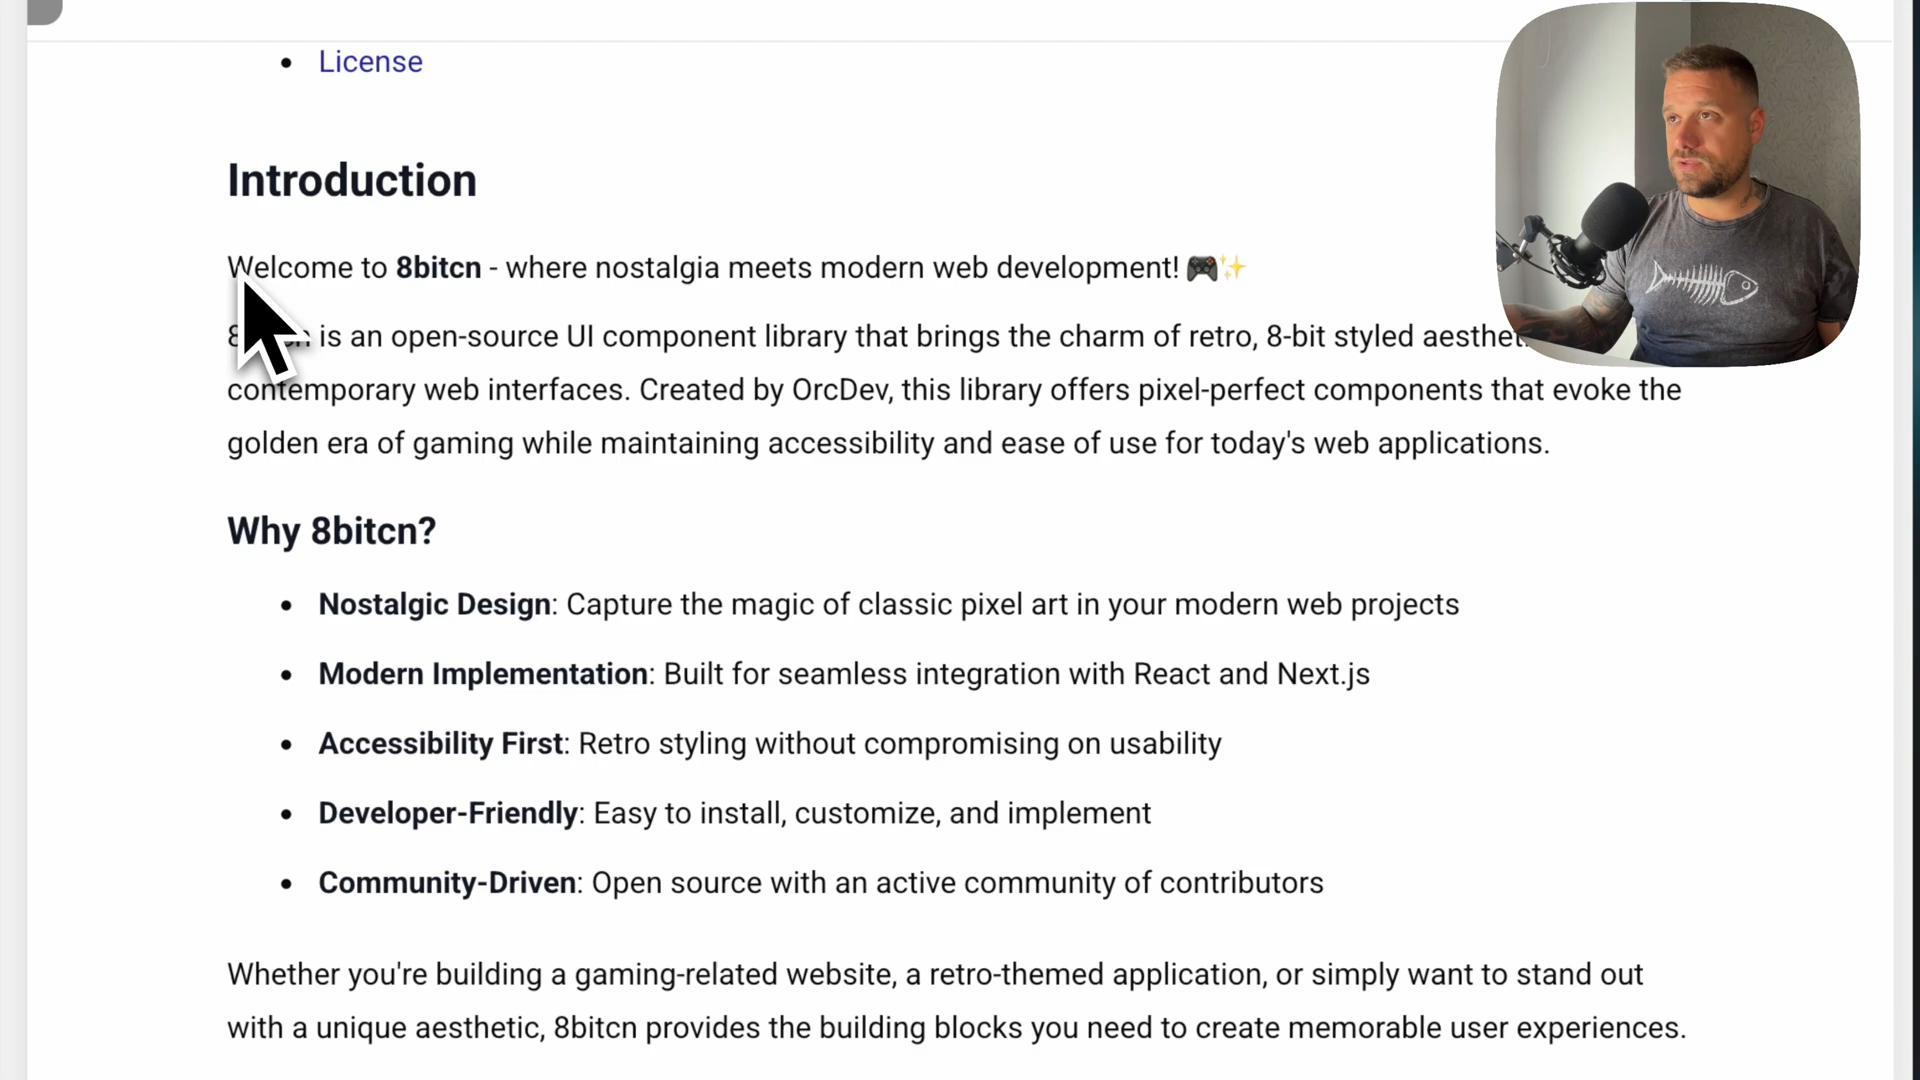 License
Introduction
Welcome to 8bitcn - where nostalgia meets modern web development! 🎮✨
is an open-source UI component library that brings the charm of retro, 8-bit styled
contemporary web interfaces. Created by OrcDev, this library offers pixel-perfect components that evoke the
golden era of gaming while maintaining accessibility and ease of use for today's web applications.
Why 8bitcn?
Nostalgic Design: Capture the magic of classic pixel art in your modern web projects
Modern Implementation: Built for seamless integration with React and Next.js
Accessibility First: Retro styling without compromising on usability
Developer-Friendly: Easy to install, customize, and implement
Community-Driven: Open source with an active community of contributors
Whether you're building a gaming-related website, a retro-themed application, or simply want to stand out
with a unique aesthetic, 8bitcn provides the building blocks you need to create memorable user experiences.